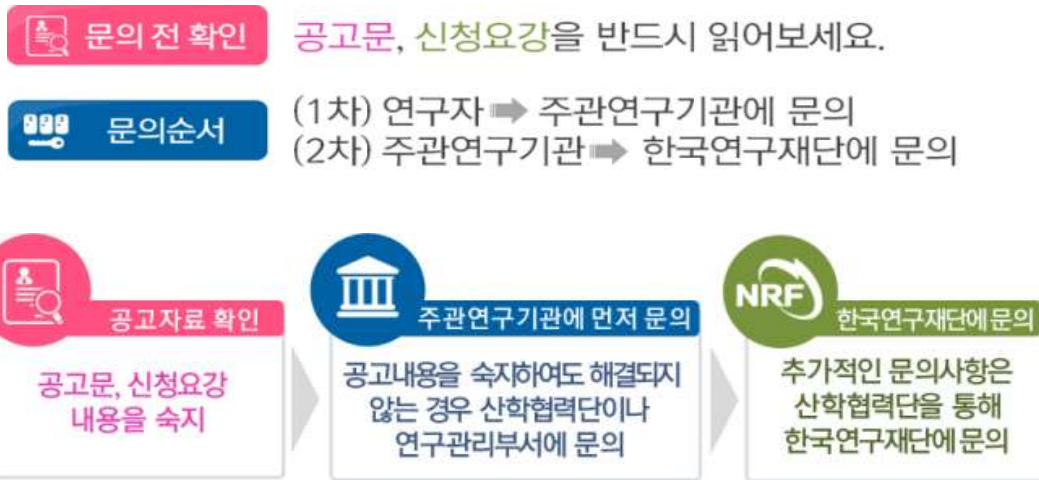 문의 전 확인 공고문, 신청요강을 반드시 읽어보세요.
문의순서
(1차) 연구자 ➡ 주관연구기관에 문의
(2차) 주관연구기관 ➡ 한국연구재단에 문의
공고자료 확인
공고문, 신청요강
내용을 숙지
주관연구기관에 먼저 문의
공고내용을 숙지하여도 해결되지
않는 경우 산학협력단이나
연구관리부서에 문의
NRF
한국연구재단에 문의
추가적인 문의사항은
산학협력단을 통해
한국연구재단에 문의